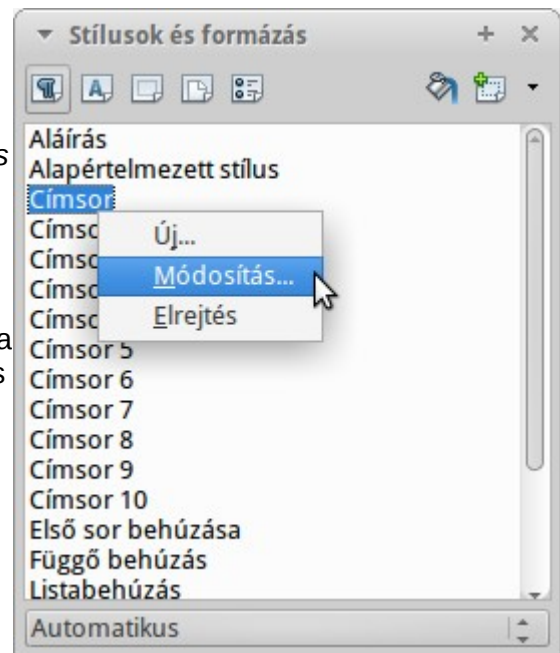 Stílusok és formázás
Aláírás
s
Alapértelmezett stílus
Címsor
Címso
Új...
Címso
Módosítás...
Címso
Címso
Elrejtés
a
Címsor 5
s
Címsor 6
Címsor 7
Címsor 8
Címsor 9
Címsor 10
Első sor behúzása
Függő behúzás
Listabehúzás
Automatikus